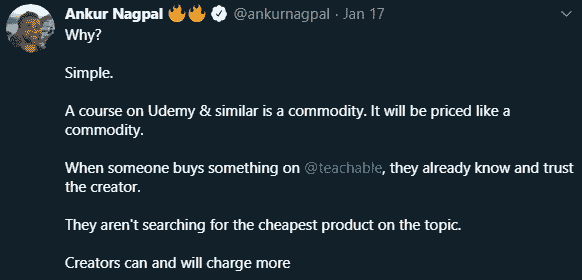 Ankur Nagpal 🔥🔥 @ankurnagpal · Jan 17
Why?
Simple.
A course on Udemy & similar is a commodity. It will be priced like a
commodity.
When someone buys something on @teachable, they already know and trust
the creator.
They aren't searching for the cheapest product on the topic.
Creators can and will charge more